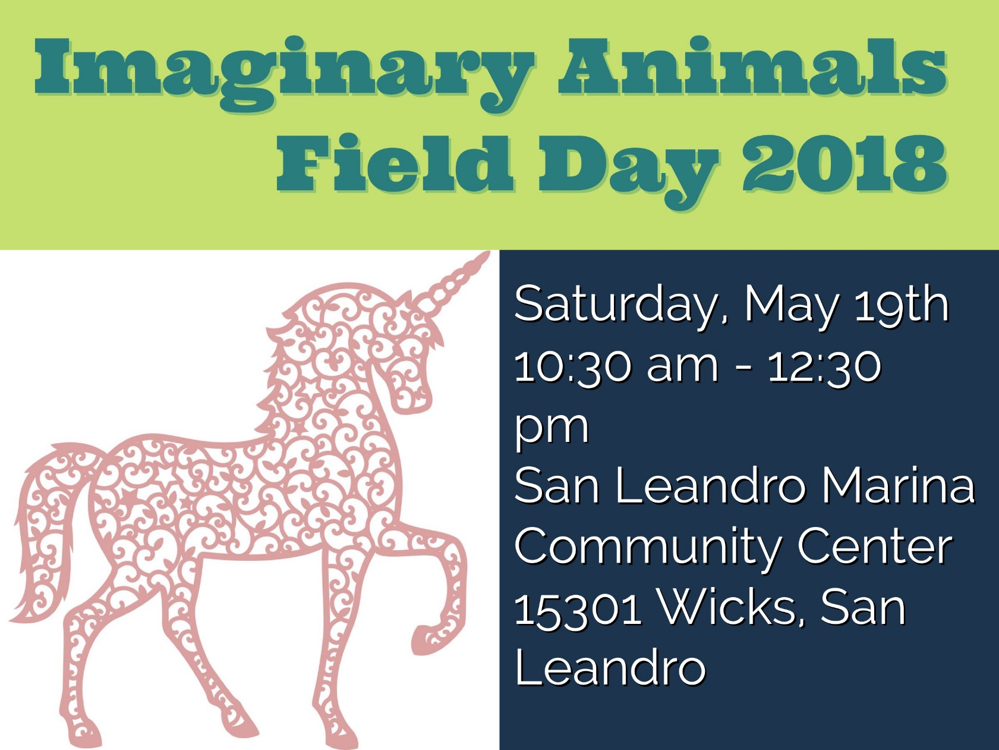 Imaginary Animals
Field Day 2018
Saturday, May 19th
10:30 am - 12:30
pm
San Leandro Marina
Community Center
15301 Wicks, San
Leandro